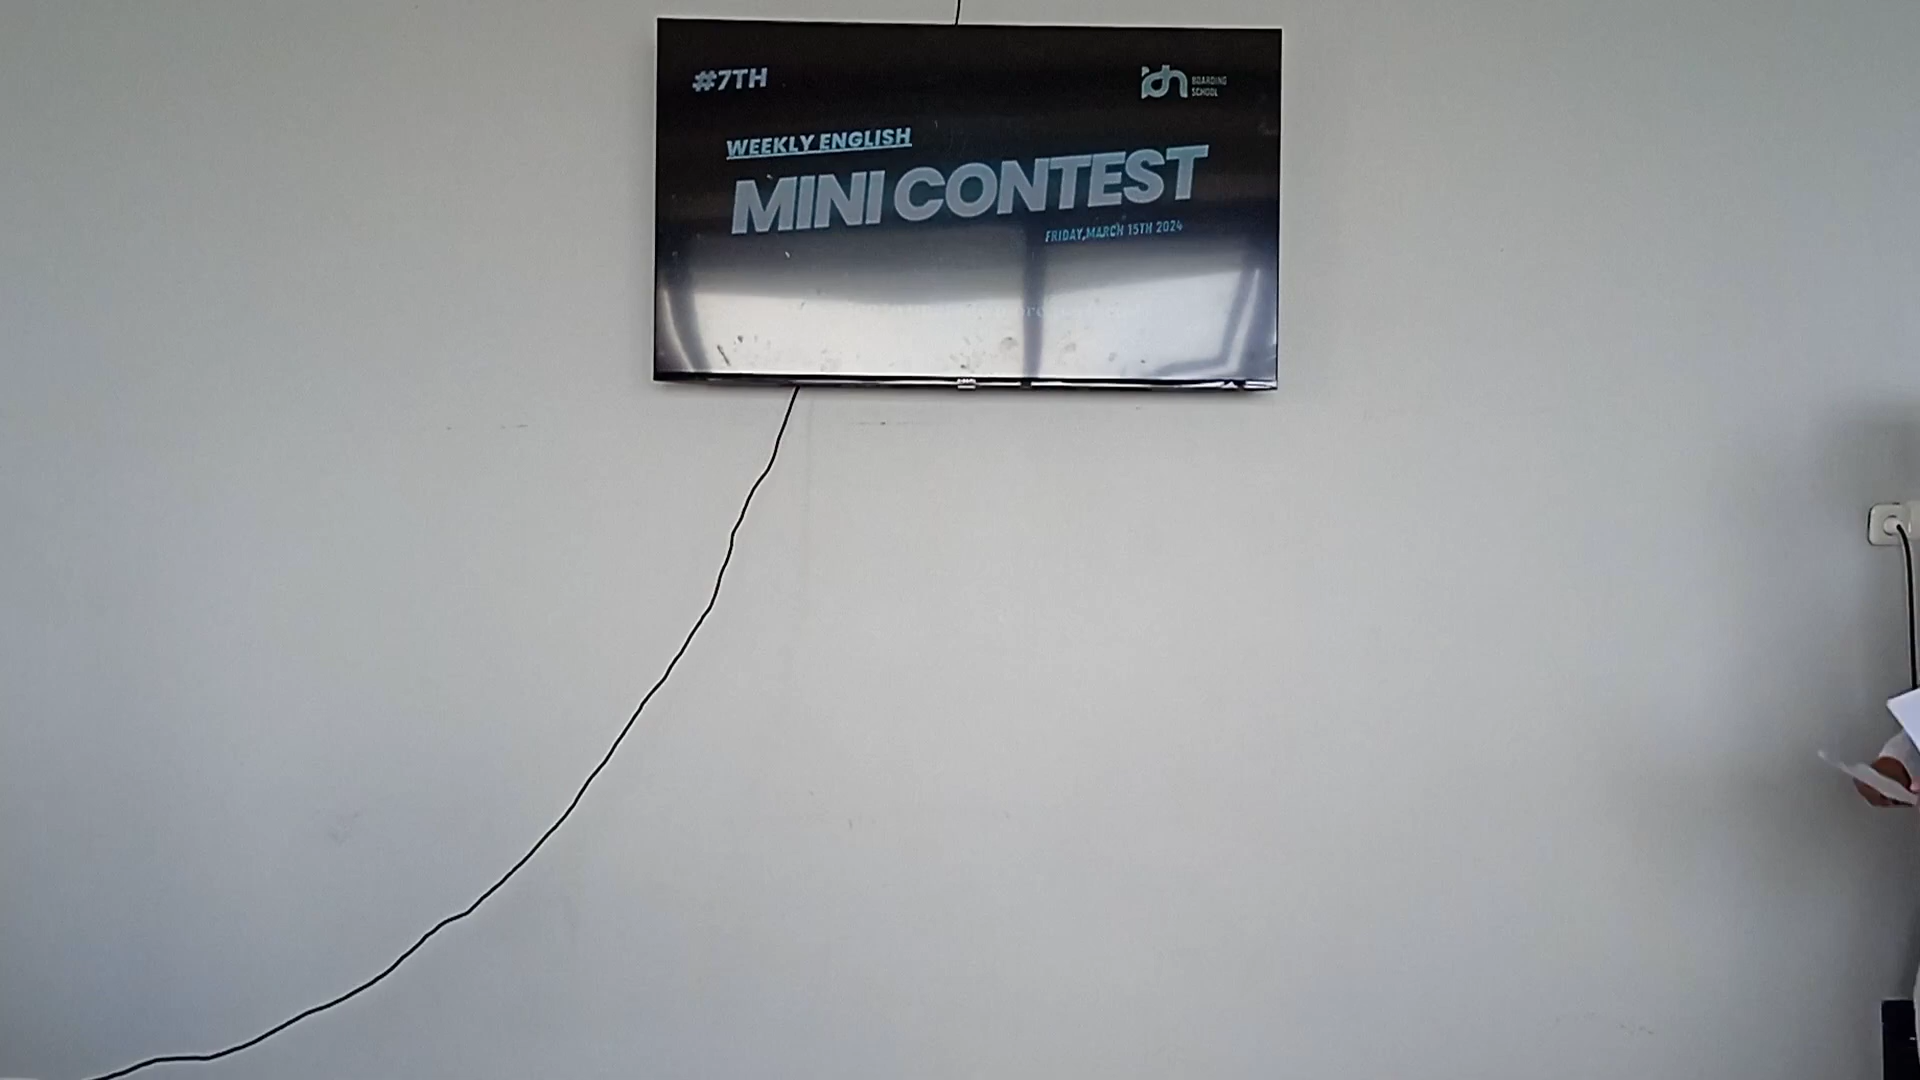 #7TH
BOARDING
SCHOOL
WEEKLY ENGLISH
MINI CONTEST
FRIDAY,MARCH 15TH 2024